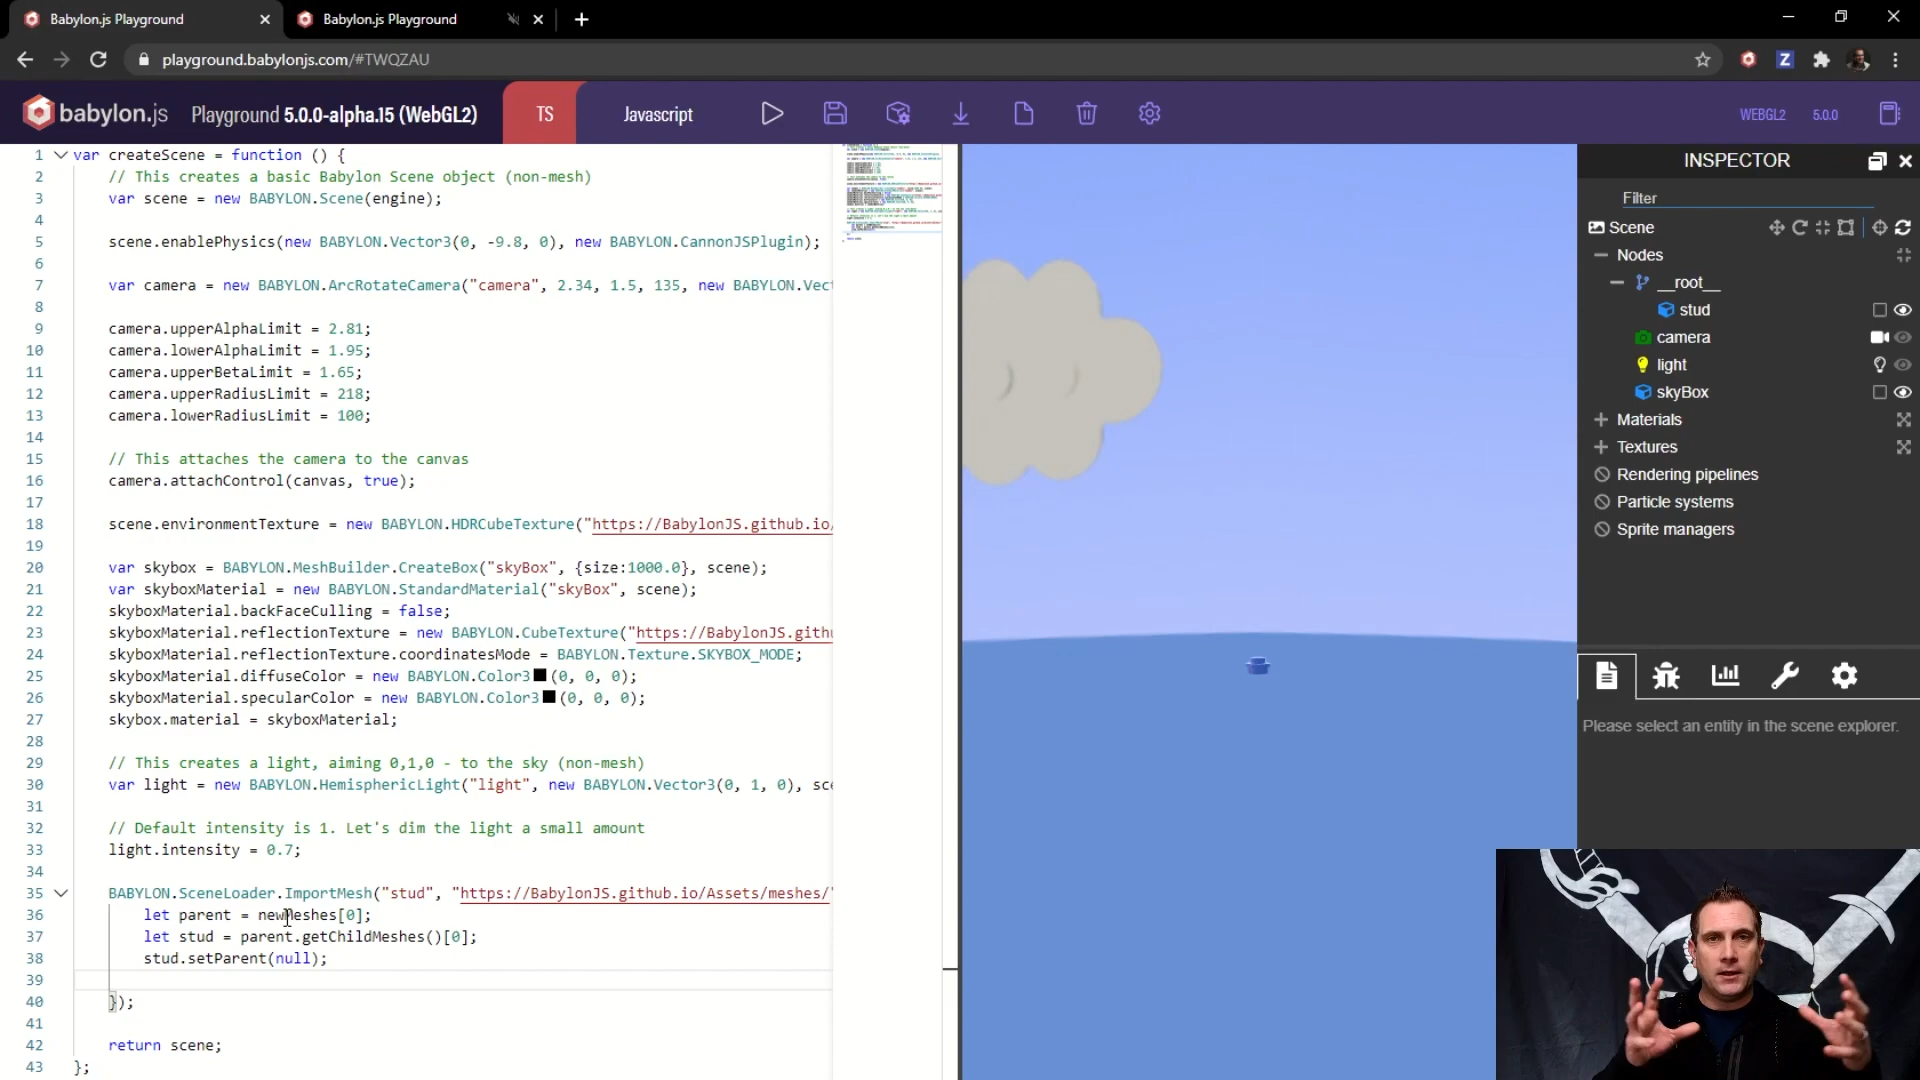 Babylon.js Playground
Babylon.js Playground
playground.babylonjs.com/#TWQZAU
Z
babylon.js
Playground 5.0.0-alpha.15 (WebGL2)
TS
Javascript
WEBGL2
5.0.0
1 var createScene = function () {
2 // This creates a basic Babylon Scene object (non-mesh)
3 var scene = new BABYLON.Scene(engine);
4
5 scene.enablePhysics(new BABYLON.Vector3(0, -9.8, 0), new BABYLON.CannonJSPlugin);
6
7 var camera = new BABYLON.ArcRotateCamera("camera", 2.34, 1.5, 135, new BABYLON.Vect
8
9 camera.upperAlphaLimit = 2.81;
10 camera.lowerAlphaLimit = 1.95;
11 camera.upperBetaLimit = 1.65;
12 camera.upperRadiusLimit = 218;
13 camera.lowerRadiusLimit = 100;
14
15 // This attaches the camera to the canvas
16 camera.attachControl(canvas, true);
17
18 scene.environmentTexture = new BABYLON.HDRCubeTexture("https://BabylonJS.github.io/
19
20 var skybox = BABYLON.MeshBuilder.CreateBox("skyBox", {size:1000.0}, scene);
21 var skyboxMaterial = new BABYLON.StandardMaterial("skyBox", scene);
22 skyboxMaterial.backFaceCulling = false;
23 skyboxMaterial.reflectionTexture = new BABYLON.CubeTexture("https://BabylonJS.githu
24 skyboxMaterial.reflectionTexture.coordinatesMode = BABYLON.Texture.SKYBOX_MODE;
25 skyboxMaterial.diffuseColor = new BABYLON.Color3(0, 0, 0);
26 skyboxMaterial.specularColor = new BABYLON.Color3(0, 0, 0);
27 skybox.material = skyboxMaterial;
28
29 // This creates a light, aiming 0,1,0 - to the sky (non-mesh)
30 var light = new BABYLON.HemisphericLight("light", new BABYLON.Vector3(0, 1, 0), sce
31
32 // Default intensity is 1. Let's dim the light a small amount
33 light.intensity = 0.7;
34
35 BABYLON.SceneLoader.ImportMesh("stud", "https://BabylonJS.github.io/Assets/meshes/"
36 let parent = newMeshes[0];
37 let stud = parent.getChildMeshes()[0];
38 stud.setParent(null);
39
40 });
41
42 return scene;
43 };
INSPECTOR
Filter
Scene
Nodes
__root__
stud
camera
light
skyBox
Materials
Textures
Rendering pipelines
Particle systems
Sprite managers
Please select an entity in the scene explorer.